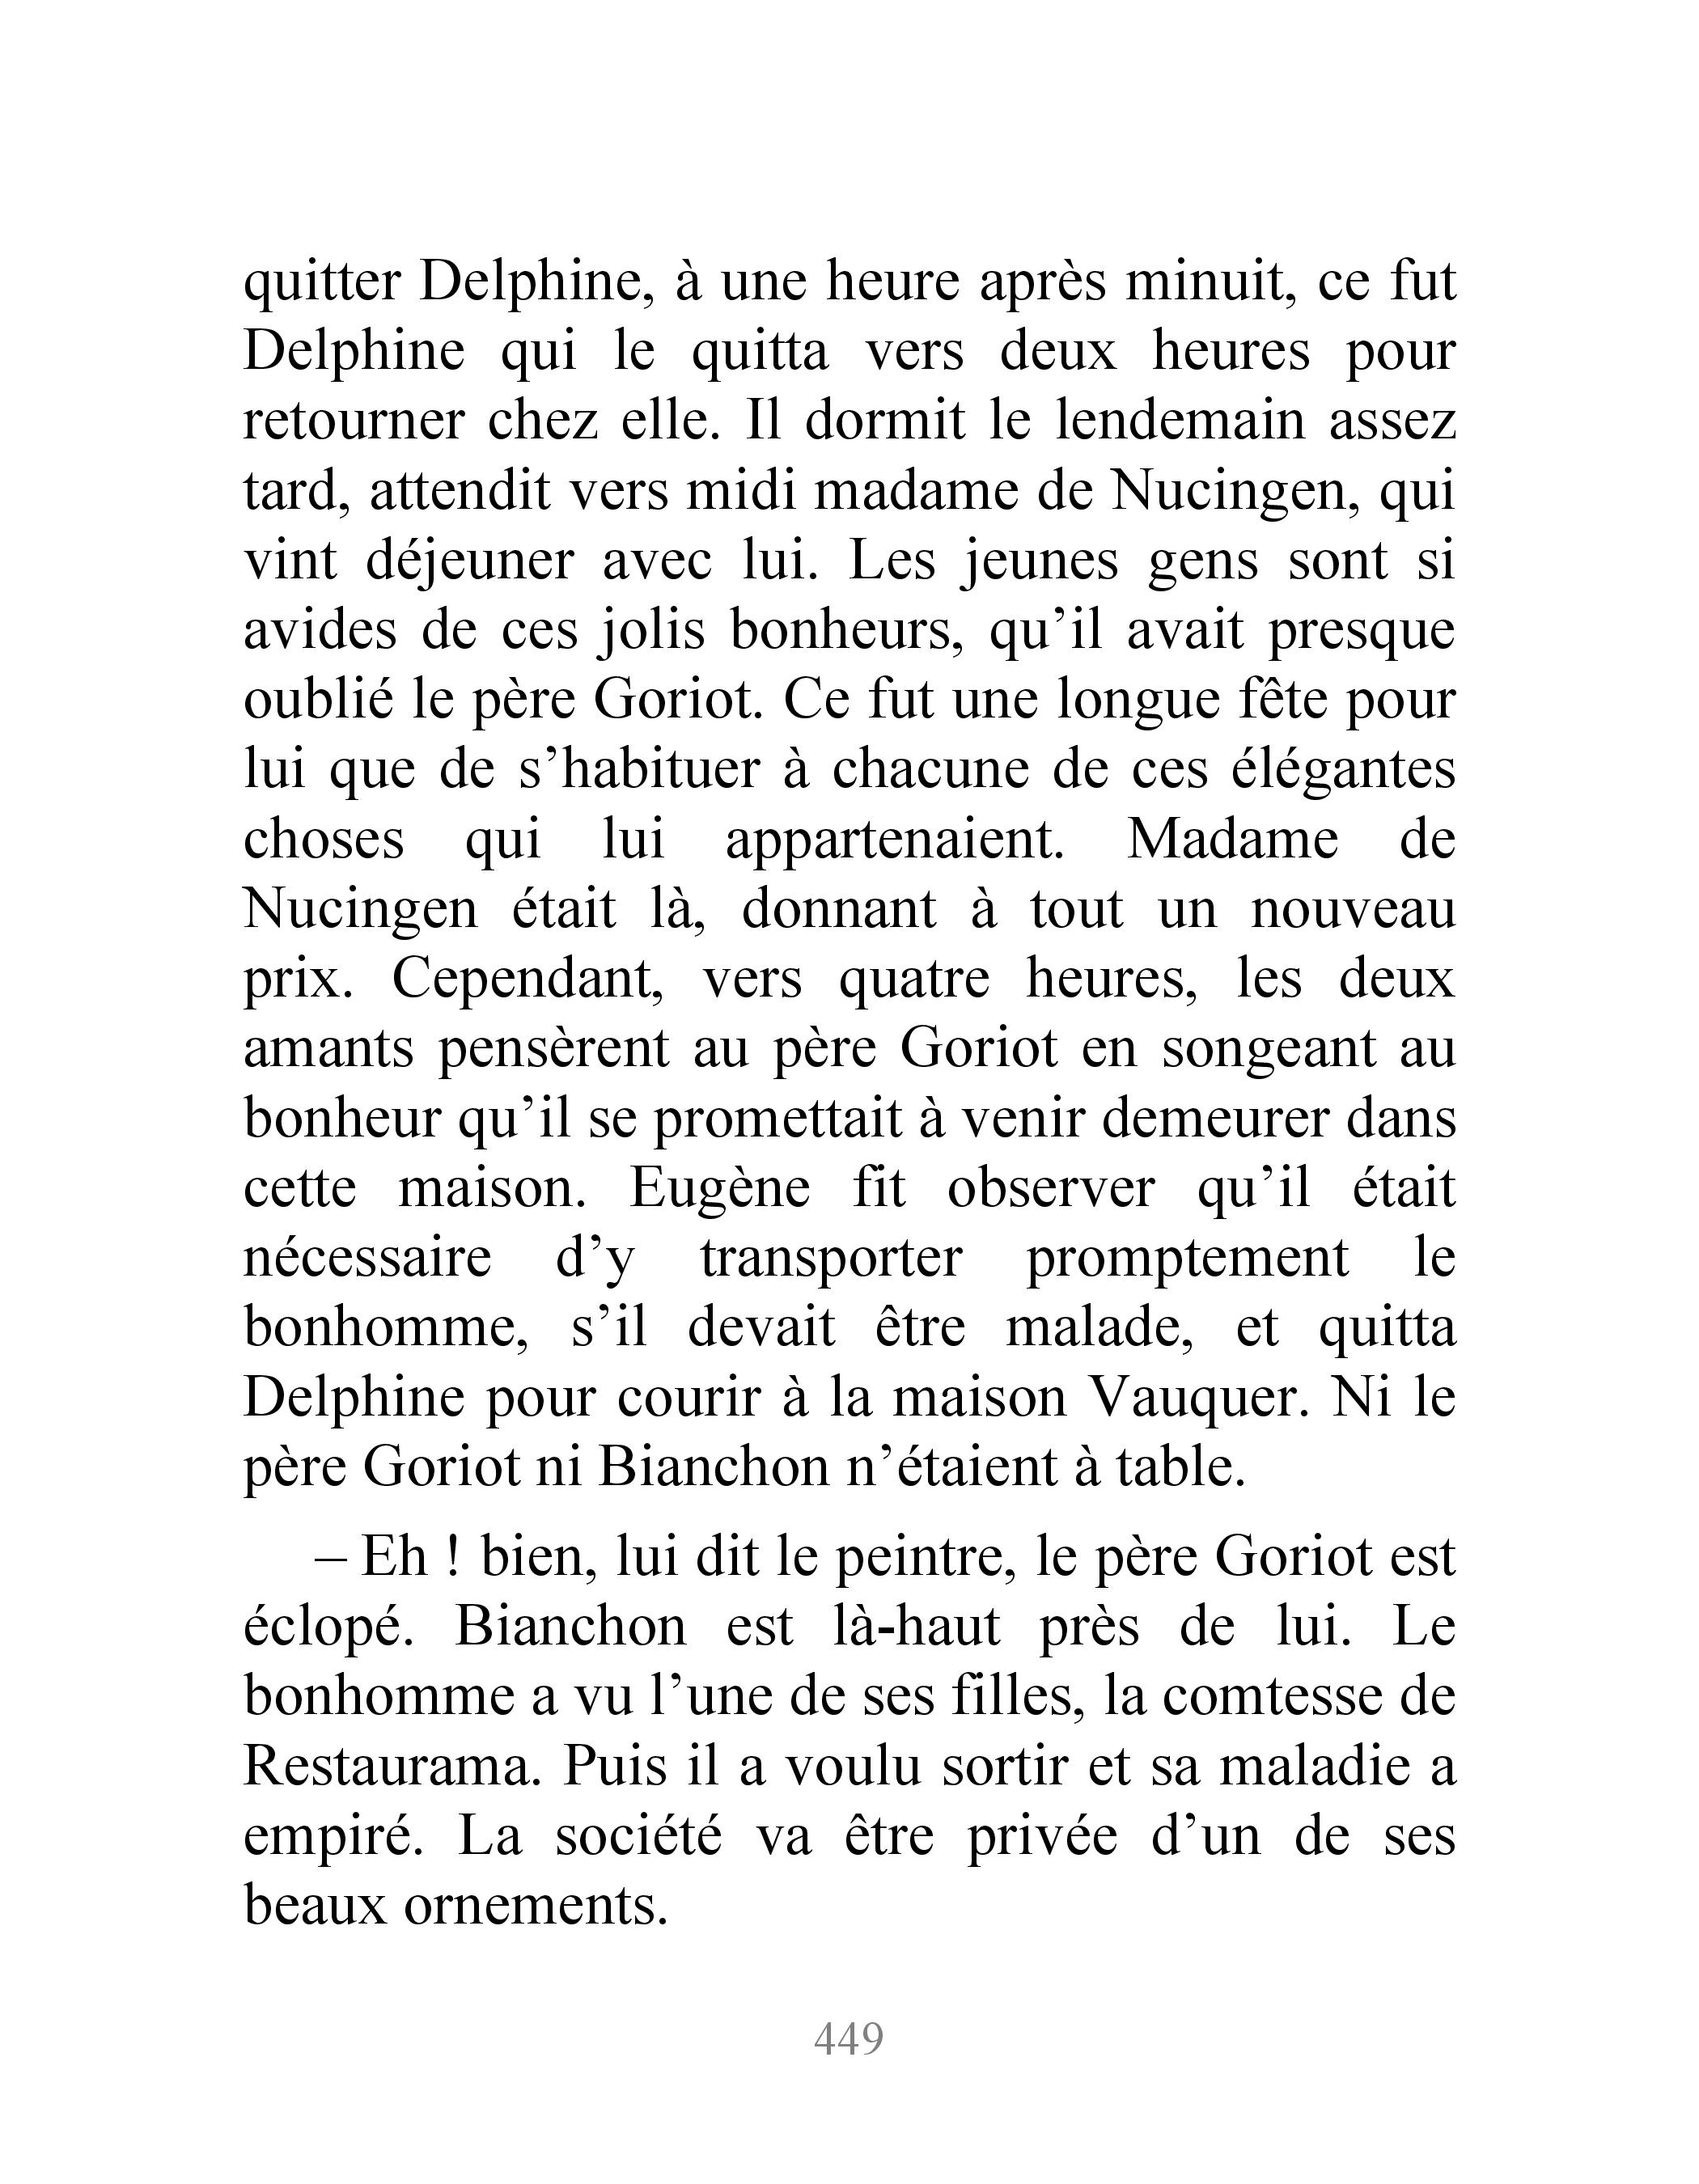 quitter Delphine, à une heure après minuit, ce fut
Delphine qui le quitta vers deux heures pour
retourner chez elle. Il dormit le lendemain assez
tard, attendit vers midi madame de Nucingen, qui
vint déjeuner avec lui. Les jeunes gens sont si
avides de ces jolis bonheurs, qu’il avait presque
oublié le père Goriot. Ce fut une longue fête pour
lui que de s’habituer à chacune de ces élégantes
choses qui lui appartenaient. Madame de
Nucingen était là, donnant à tout un nouveau
prix. Cependant, vers quatre heures, les deux
amants pensèrent au père Goriot en songeant au
bonheur qu’il se promettait à venir demeurer dans
cette maison. Eugène fit observer qu’il était
nécessaire d’y transporter promptement le
bonhomme, s’il devait être malade, et quitta
Delphine pour courir à la maison Vauquer. Ni le
père Goriot ni Bianchon n’étaient à table.
– Eh ! bien, lui dit le peintre, le père Goriot est
éclopé. Bianchon est là-haut près de lui. Le
bonhomme a vu l’une de ses filles, la comtesse de
Restaurama. Puis il a voulu sortir et sa maladie a
empiré. La société va être privée d’un de ses
beaux ornements.
449